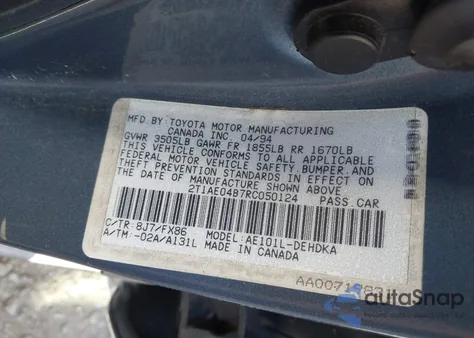 MFD. BY: TOYOTA MOTOR MANUFACTURING
CANADA INC. 04/94
GVWR 3505LB GAWR FR 1855LB RR 1670LB
THIS VEHICLE CONFORMS TO ALL APPLICABLE
FEDERAL MOTOR VEHICLE SAFETY, BUMPER, AND
THEFT PREVENTION STANDARDS IN EFFECT ON
THE DATE OF MANUFACTURE SHOWN ABOVE.
2T1AE04B7RC050124 PASS. CAR
C/TR: 8J7/FX86 MODEL: AE101L-DEHDKA
A/TM: -02A/A131L MADE IN CANADA
autoSnap